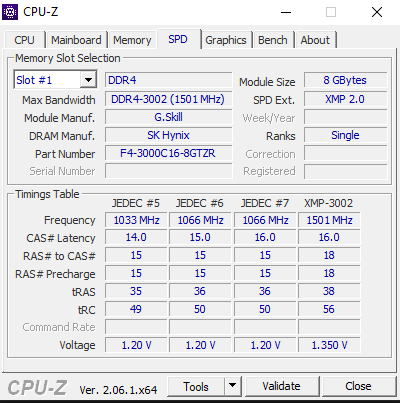 CPU-Z
CPU Mainboard Memory SPD Graphics Bench About
Memory Slot Selection
Slot #1 DDR4 Module Size 8 GBytes
Max Bandwidth DDR4-3002 (1501 MHz) SPD Ext. XMP 2.0
Module Manuf. G.Skill Week/Year
DRAM Manuf. SK Hynix Ranks Single
Part Number F4-3000C16-8GTZR Correction
Serial Number Registered
Timings Table
JEDEC #5 JEDEC #6 JEDEC #7 XMP-3002
Frequency 1033 MHz 1066 MHz 1066 MHz 1501 MHz
CAS# Latency 14.0 15.0 16.0 16.0
RAS# to CAS# 15 15 15 18
RAS# Precharge 15 15 15 18
tRAS 35 36 36 38
tRC 49 50 50 56
Command Rate
Voltage 1.20 V 1.20 V 1.20 V 1.350 V
CPU-Z Ver. 2.06.1.x64 Tools Validate Close